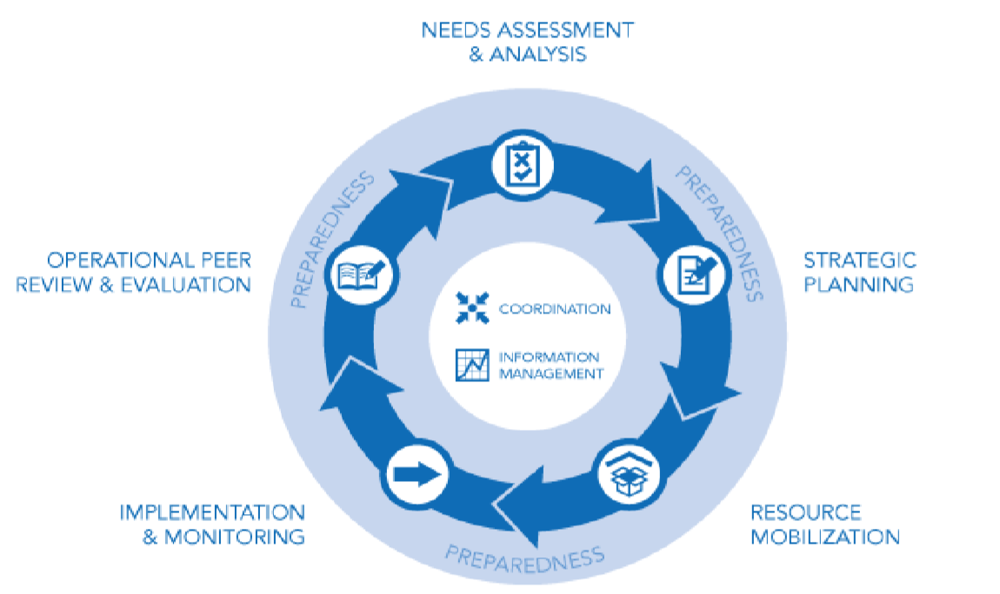 NEEDS ASSESSMENT
& ANALYSIS
PREPAREDNESS
PREPAREDNESS
OPERATIONAL PEER
REVIEW & EVALUATION
STRATEGIC
PLANNING
COORDINATION
INFORMATION
MANAGEMENT
IMPLEMENTATION
& MONITORING
RESOURCE
MOBILIZATION
PREPAREDNESS